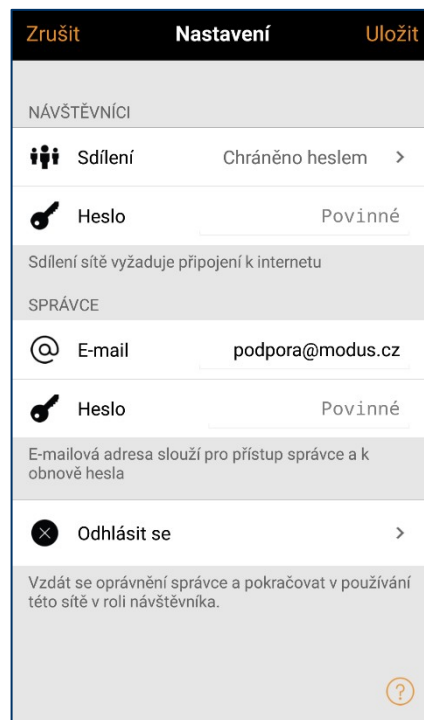 Zrušit Nastavení Uložit
NÁVŠTĚVNÍCI
Sdílení Chráněno heslem >
Heslo Povinné
Sdílení sítě vyžaduje připojení k internetu
SPRÁVCE
@ E-mail podpora@modus.cz
Heslo Povinné
E-mailová adresa slouží pro přístup správce a k
obnově hesla
Odhlásit se >
Vzdát se oprávnění správce a pokračovat v používání
této sítě v roli návštěvníka.
?